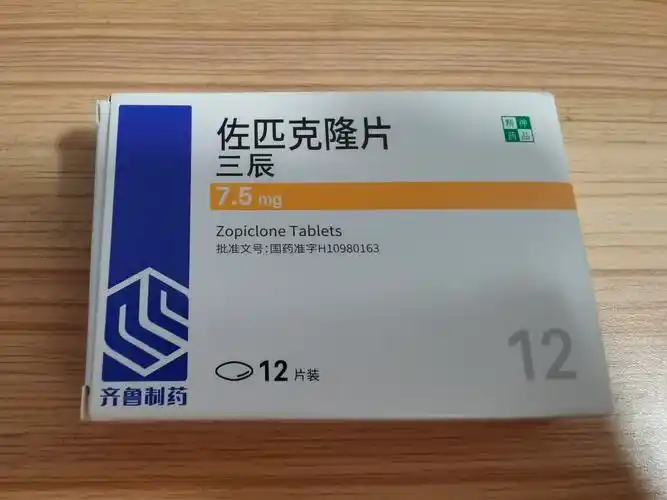 佐匹克隆片
三辰
7.5 mg
Zopiclone Tablets
批准文号:国药准字H10980163
精神
药品
12 片装
12
齐鲁制药